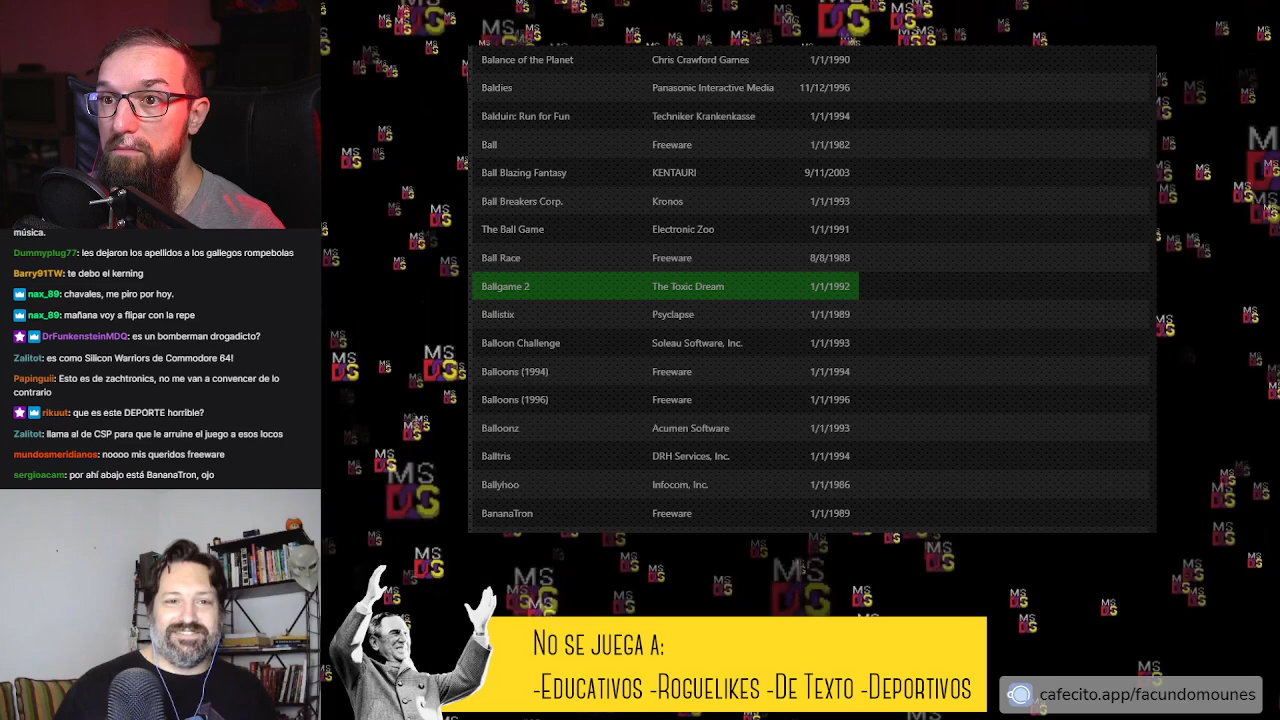 música.
Dummyplug77: les dejaron los apellidos a los gallegos rompebolas
Barry91TW: te debo el kerning
nax_89: chavales, me piro por hoy.
nax_89: mañana voy a flipar con la repe
DrFunkensteinMDQ: es un bomberman drogadicto?
Zalitot: es como Silicon Warriors de Commodore 64!
Papinguii: Esto es de zachtronics, no me van a convencer de lo
contrario
rikuut: que es este DEPORTE horrible?
Zalitot: llama al de CSP para que le arruine el juego a esos locos
mundosmeridianos: noooo mis queridos freeware
sergioacam: por ahí abajo está BananaTron, ojo
Balance of the Planet Chris Crawford Games 1/1/1990
Baldies Panasonic Interactive Media 11/12/1996
Balduin: Run for Fun Techniker Krankenkasse 1/1/1994
Ball Freeware 1/1/1982
Ball Blazing Fantasy KENTAURI 9/11/2003
Ball Breakers Corp. Kronos 1/1/1993
The Ball Game Electronic Zoo 1/1/1991
Ball Race Freeware 8/8/1988
Ballgame 2 The Toxic Dream 1/1/1992
Ballistix Psyclapse 1/1/1989
Balloon Challenge Soleau Software, Inc. 1/1/1993
Balloons (1994) Freeware 1/1/1994
Balloons (1996) Freeware 1/1/1996
Balloonz Acumen Software 1/1/1993
Balltris DRH Services, Inc. 1/1/1994
Ballyhoo Infocom, Inc. 1/1/1986
BananaTron Freeware 1/1/1989
No se juega a:
-Educativos -Roguelikes -De Texto -Deportivos
cafecito.app/facundomounes